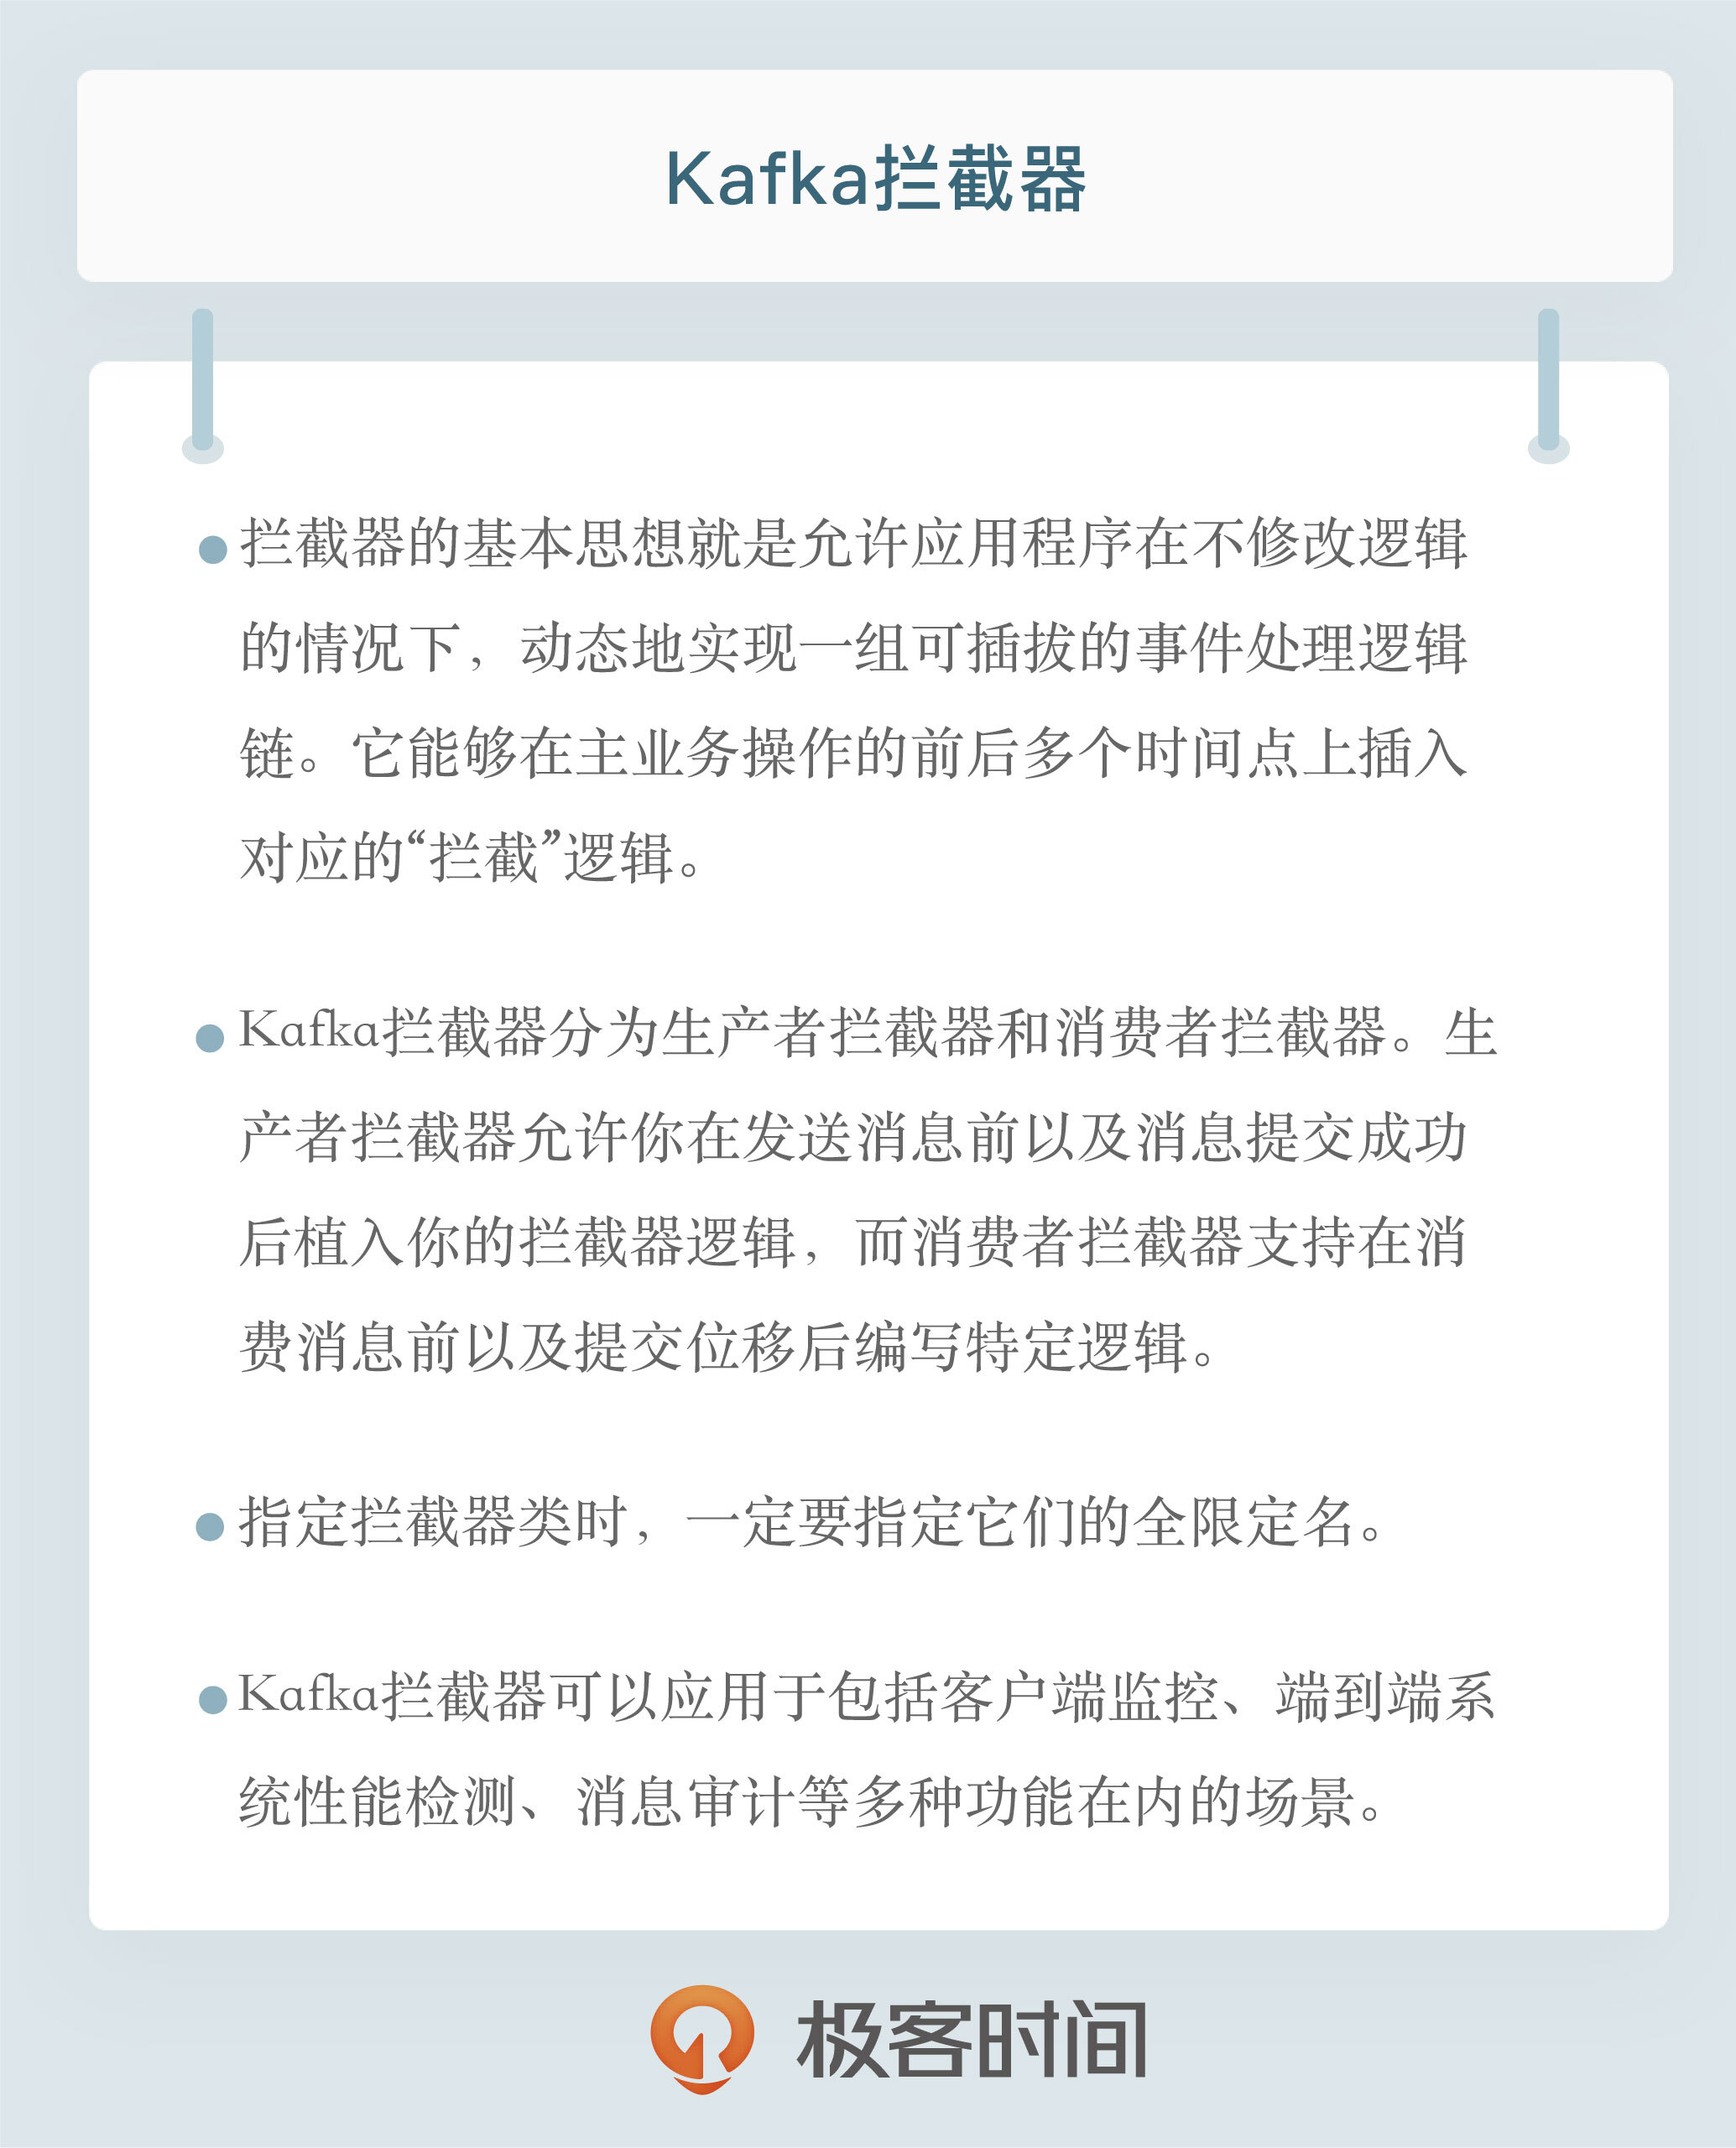 Kafka拦截器
拦截器的基本思想就是允许应用程序在不修改逻辑
的情况下，动态地实现一组可插拔的事件处理逻辑
链。它能够在主业务操作的前后多个时间点上插入
对应的“拦截”逻辑。
Kafka拦截器分为生产者拦截器和消费者拦截器。生
产者拦截器允许你在发送消息前以及消息提交成功
后植入你的拦截器逻辑，而消费者拦截器支持在消
费消息前以及提交位移后编写特定逻辑。
指定拦截器类时，一定要指定它们的全限定名。
Kafka拦截器可以应用于包括客户端监控、端到端系
统性能检测、消息审计等多种功能在内的场景。
极客时间